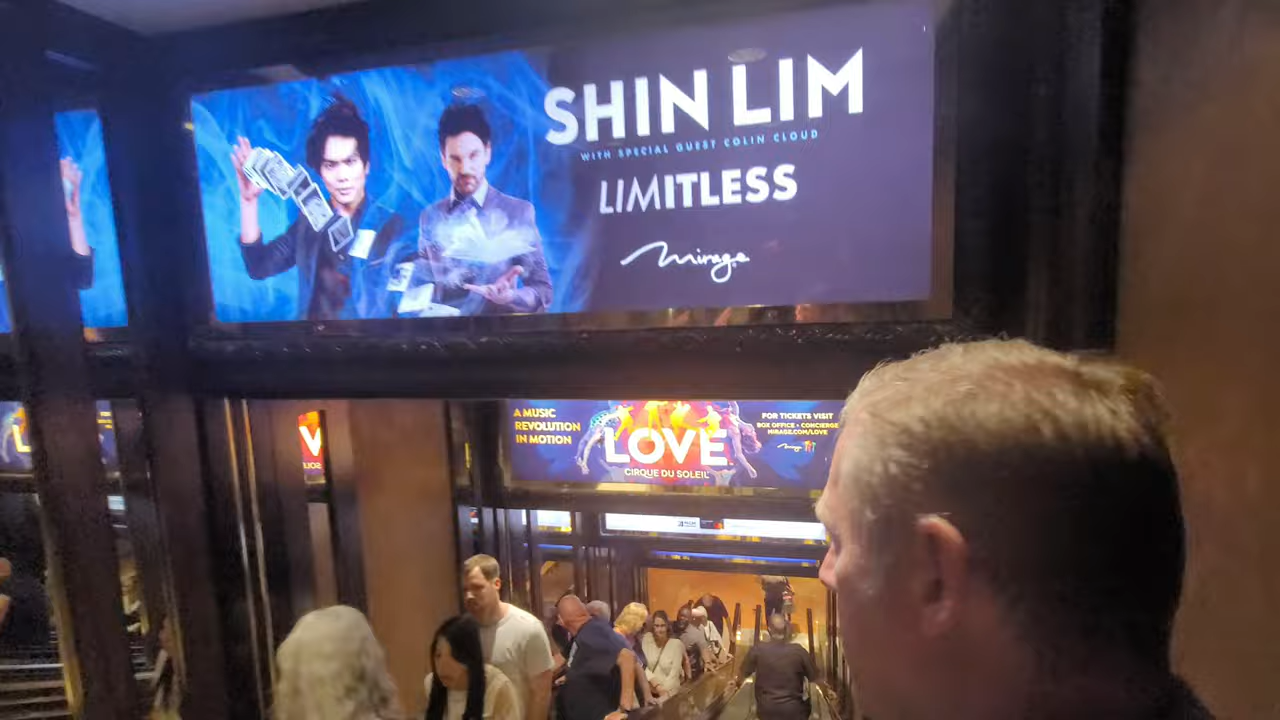 SHIN LIM
WITH SPECIAL GUEST COLIN CLOUD
LIMITLESS
Mirage
A MUSIC
REVOLUTION
IN MOTION
LOVE
CIRQUE DU SOLEIL
FOR TICKETS VISIT
BOX OFFICE • CONCIERGE
MIRAGE.COM/LOVE